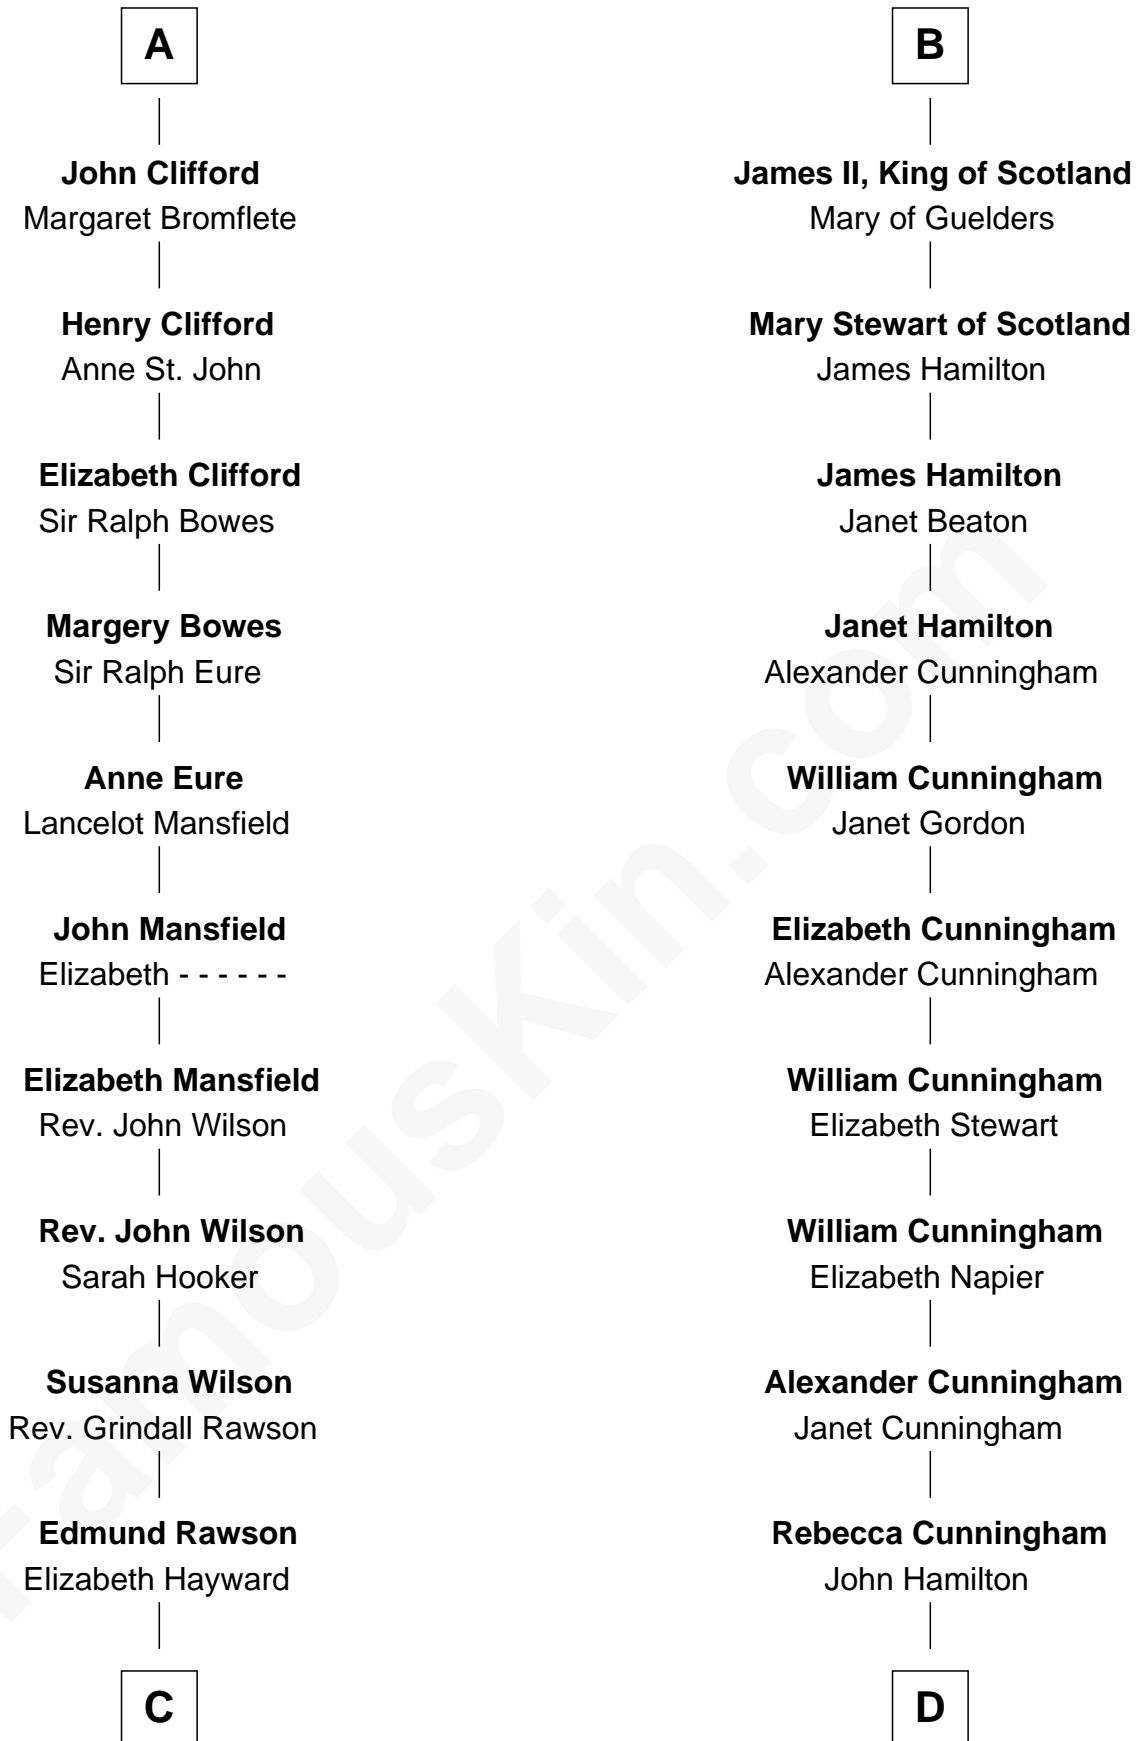 A
John Clifford
Margaret Bromflete
Henry Clifford
Anne St. John
Elizabeth Clifford
Sir Ralph Bowes
Margery Bowes
Sir Ralph Eure
Anne Eure
Lancelot Mansfield
John Mansfield
Elizabeth - - - - - -
Elizabeth Mansfield
Rev. John Wilson
Rev. John Wilson
Sarah Hooker
Susanna Wilson
Rev. Grindall Rawson
Edmund Rawson
Elizabeth Hayward
C
B
James II, King of Scotland
Mary of Guelders
Mary Stewart of Scotland
James Hamilton
James Hamilton
Janet Beaton
Janet Hamilton
Alexander Cunningham
William Cunningham
Janet Gordon
Elizabeth Cunningham
Alexander Cunningham
William Cunningham
Elizabeth Stewart
William Cunningham
Elizabeth Napier
Alexander Cunningham
Janet Cunningham
Rebecca Cunningham
John Hamilton
D
FamousKin.com